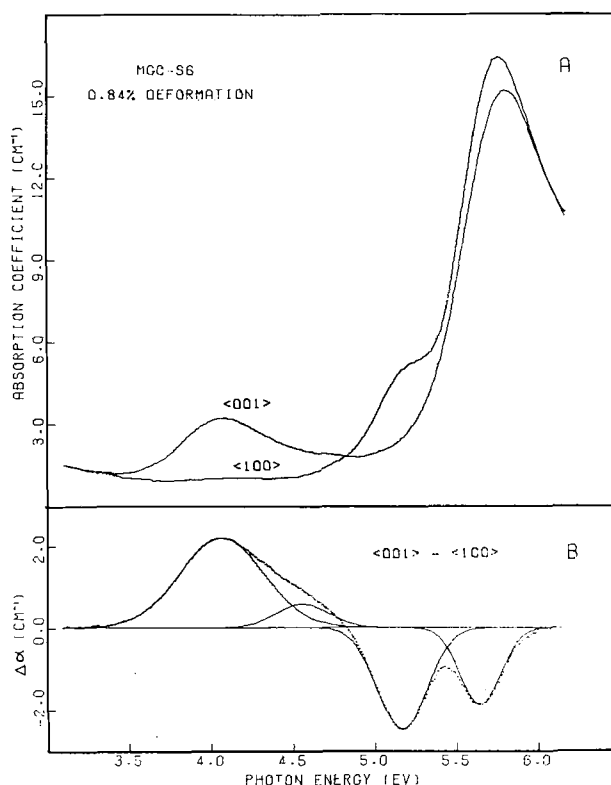 A
MGO-S6
0.84% DEFORMATION
ABSORPTION COEFFICIENT (CM⁻¹)
15.0
12.0
9.0
6.0
3.0
<001>
<100>
B
<001> - <100>
Δα (CM⁻¹)
2.0
0.0
-2.0
3.5 4.0 4.5 5.0 5.5 6.0
PHOTON ENERGY (EV)